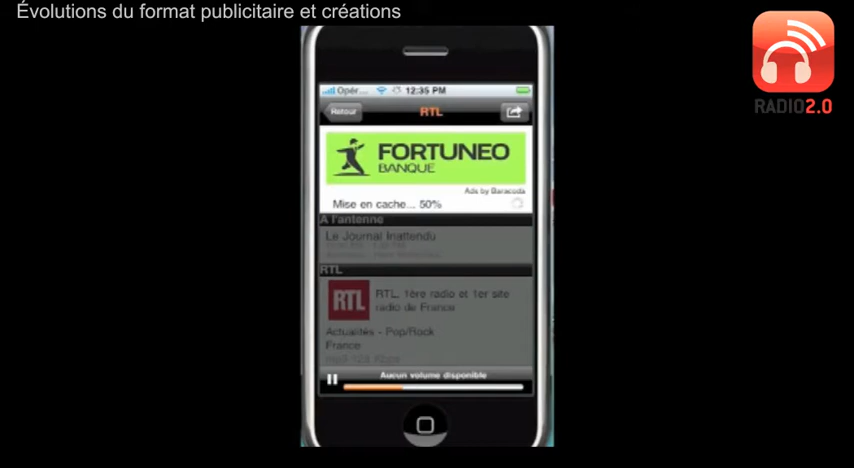 Évolutions du format publicitaire et créations
RADIO2.0
Opér... 12:35 PM
Retour
RTL
FORTUNEO
BANQUE
Ads by Baracoda
Mise en cache... 50%
A l'antenne
Le Journal Inattendu
RTL
RTL
RTL, 1ère radio et 1er site
radio de France
Actualités - Pop/Rock
France
Aucun volume disponible